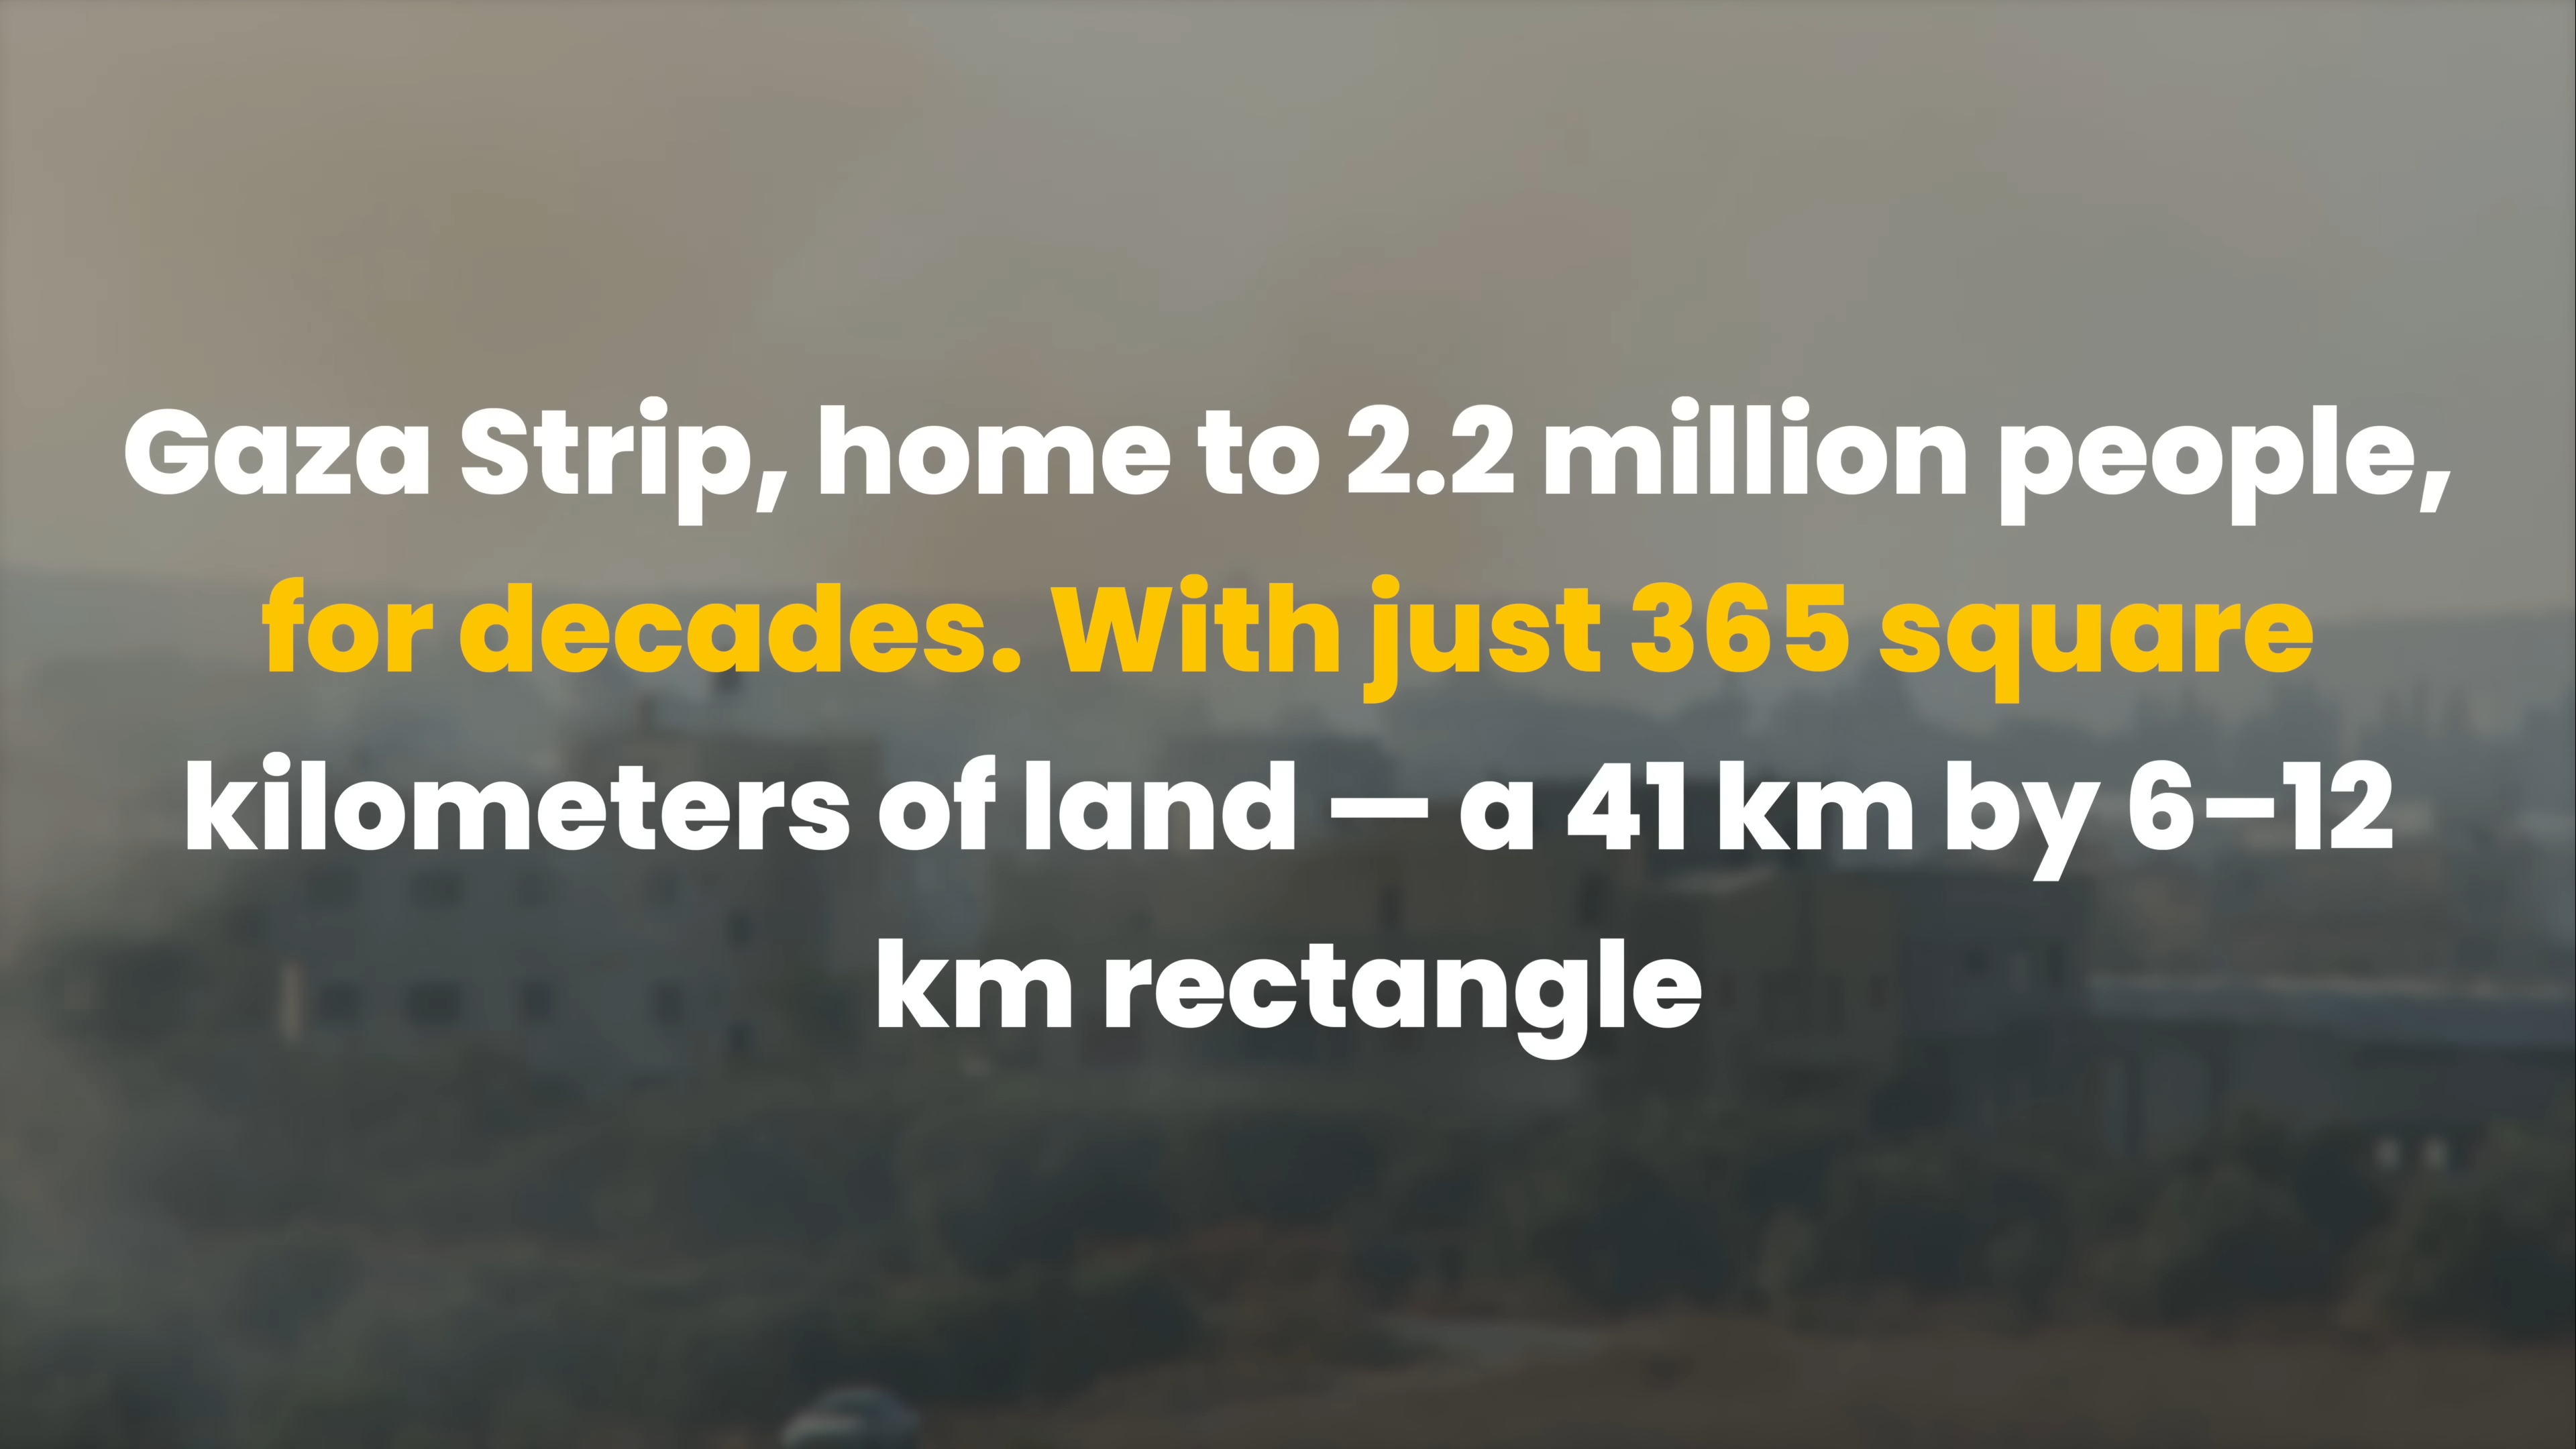 Gaza Strip, home to 2.2 million people,
for decades. With just 365 square
kilometers of land — a 41 km by 6–12
km rectangle